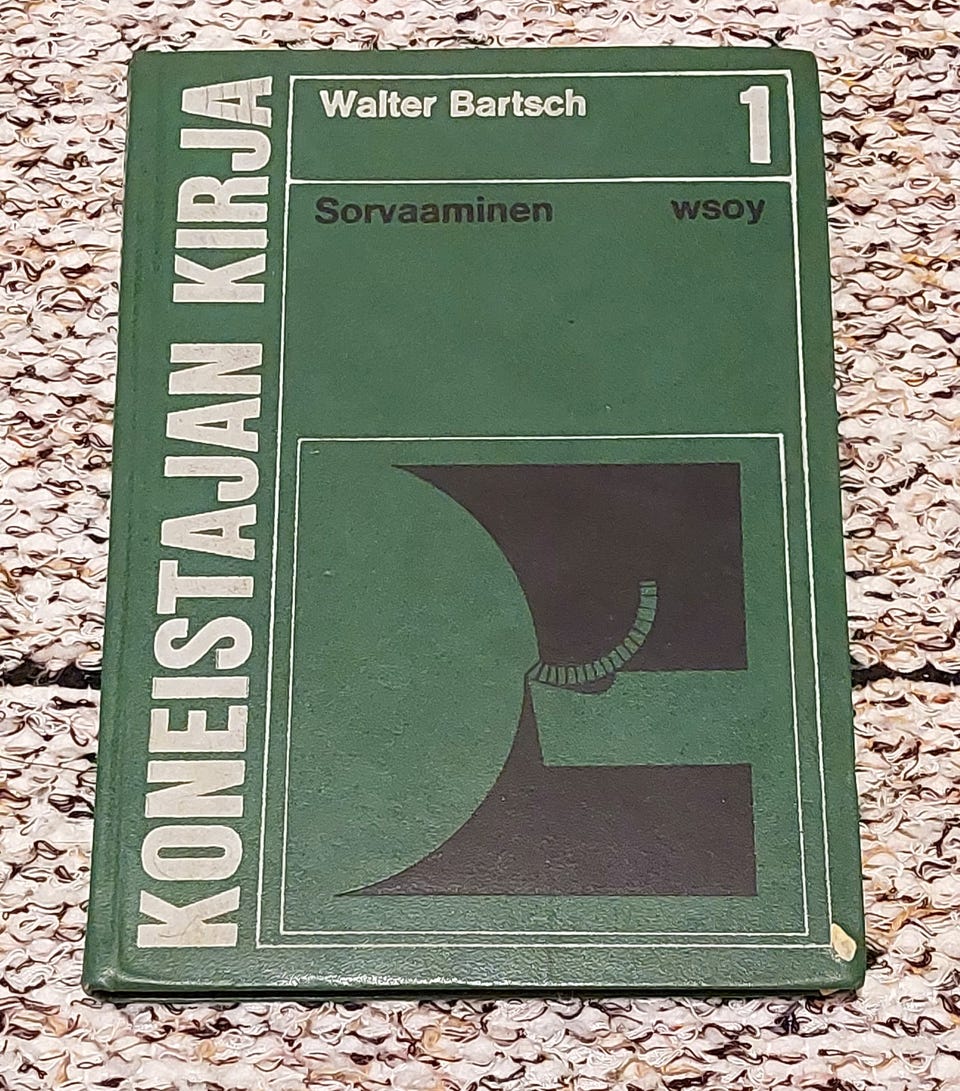 KONEISTAJAN KIRJA
Walter Bartsch 1
Sorvaaminen wsoy